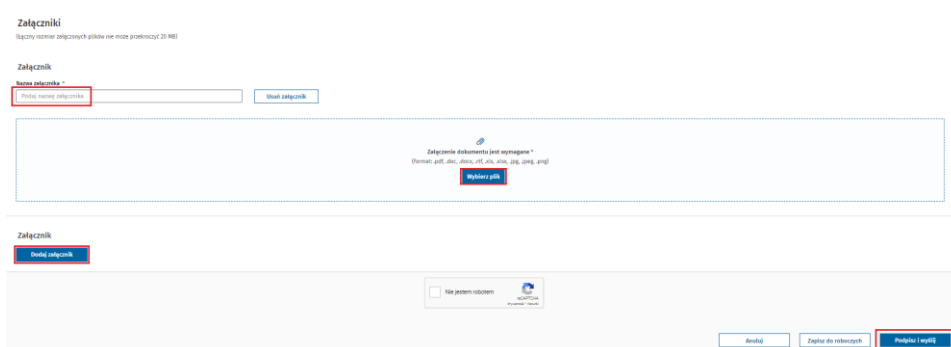 Załączniki
(łączny rozmiar załączonych plików nie może przekroczyć 20 MB)
Załącznik
Nazwa załącznika *
Podaj nazwę załącznika
Usuń załącznik
Załączenie dokumentu jest wymagane *
(format: .pdf, .doc, .docx, .rtf, .xls, .xlsx, .jpg, .jpeg, .png)
Wybierz plik
Załącznik
Dodaj załącznik
Nie jestem robotem
reCAPTCHA
Anuluj
Zapisz do roboczych
Podpisz i wyślij